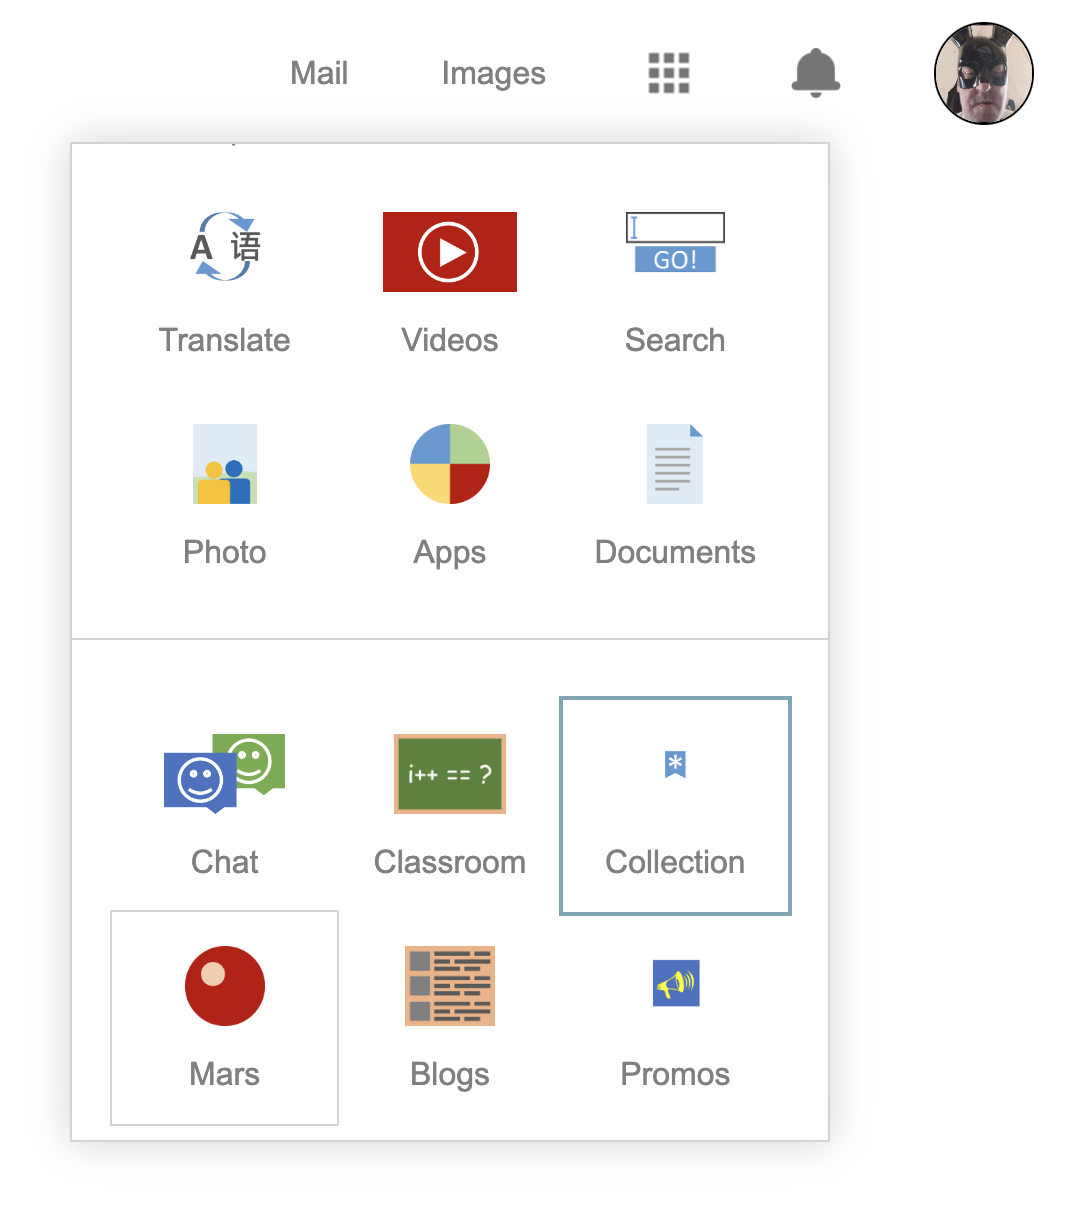 Mail Images
A 语
GO!
Translate Videos Search
Photo Apps Documents
i++ == ?
*
Chat Classroom Collection
Mars Blogs Promos